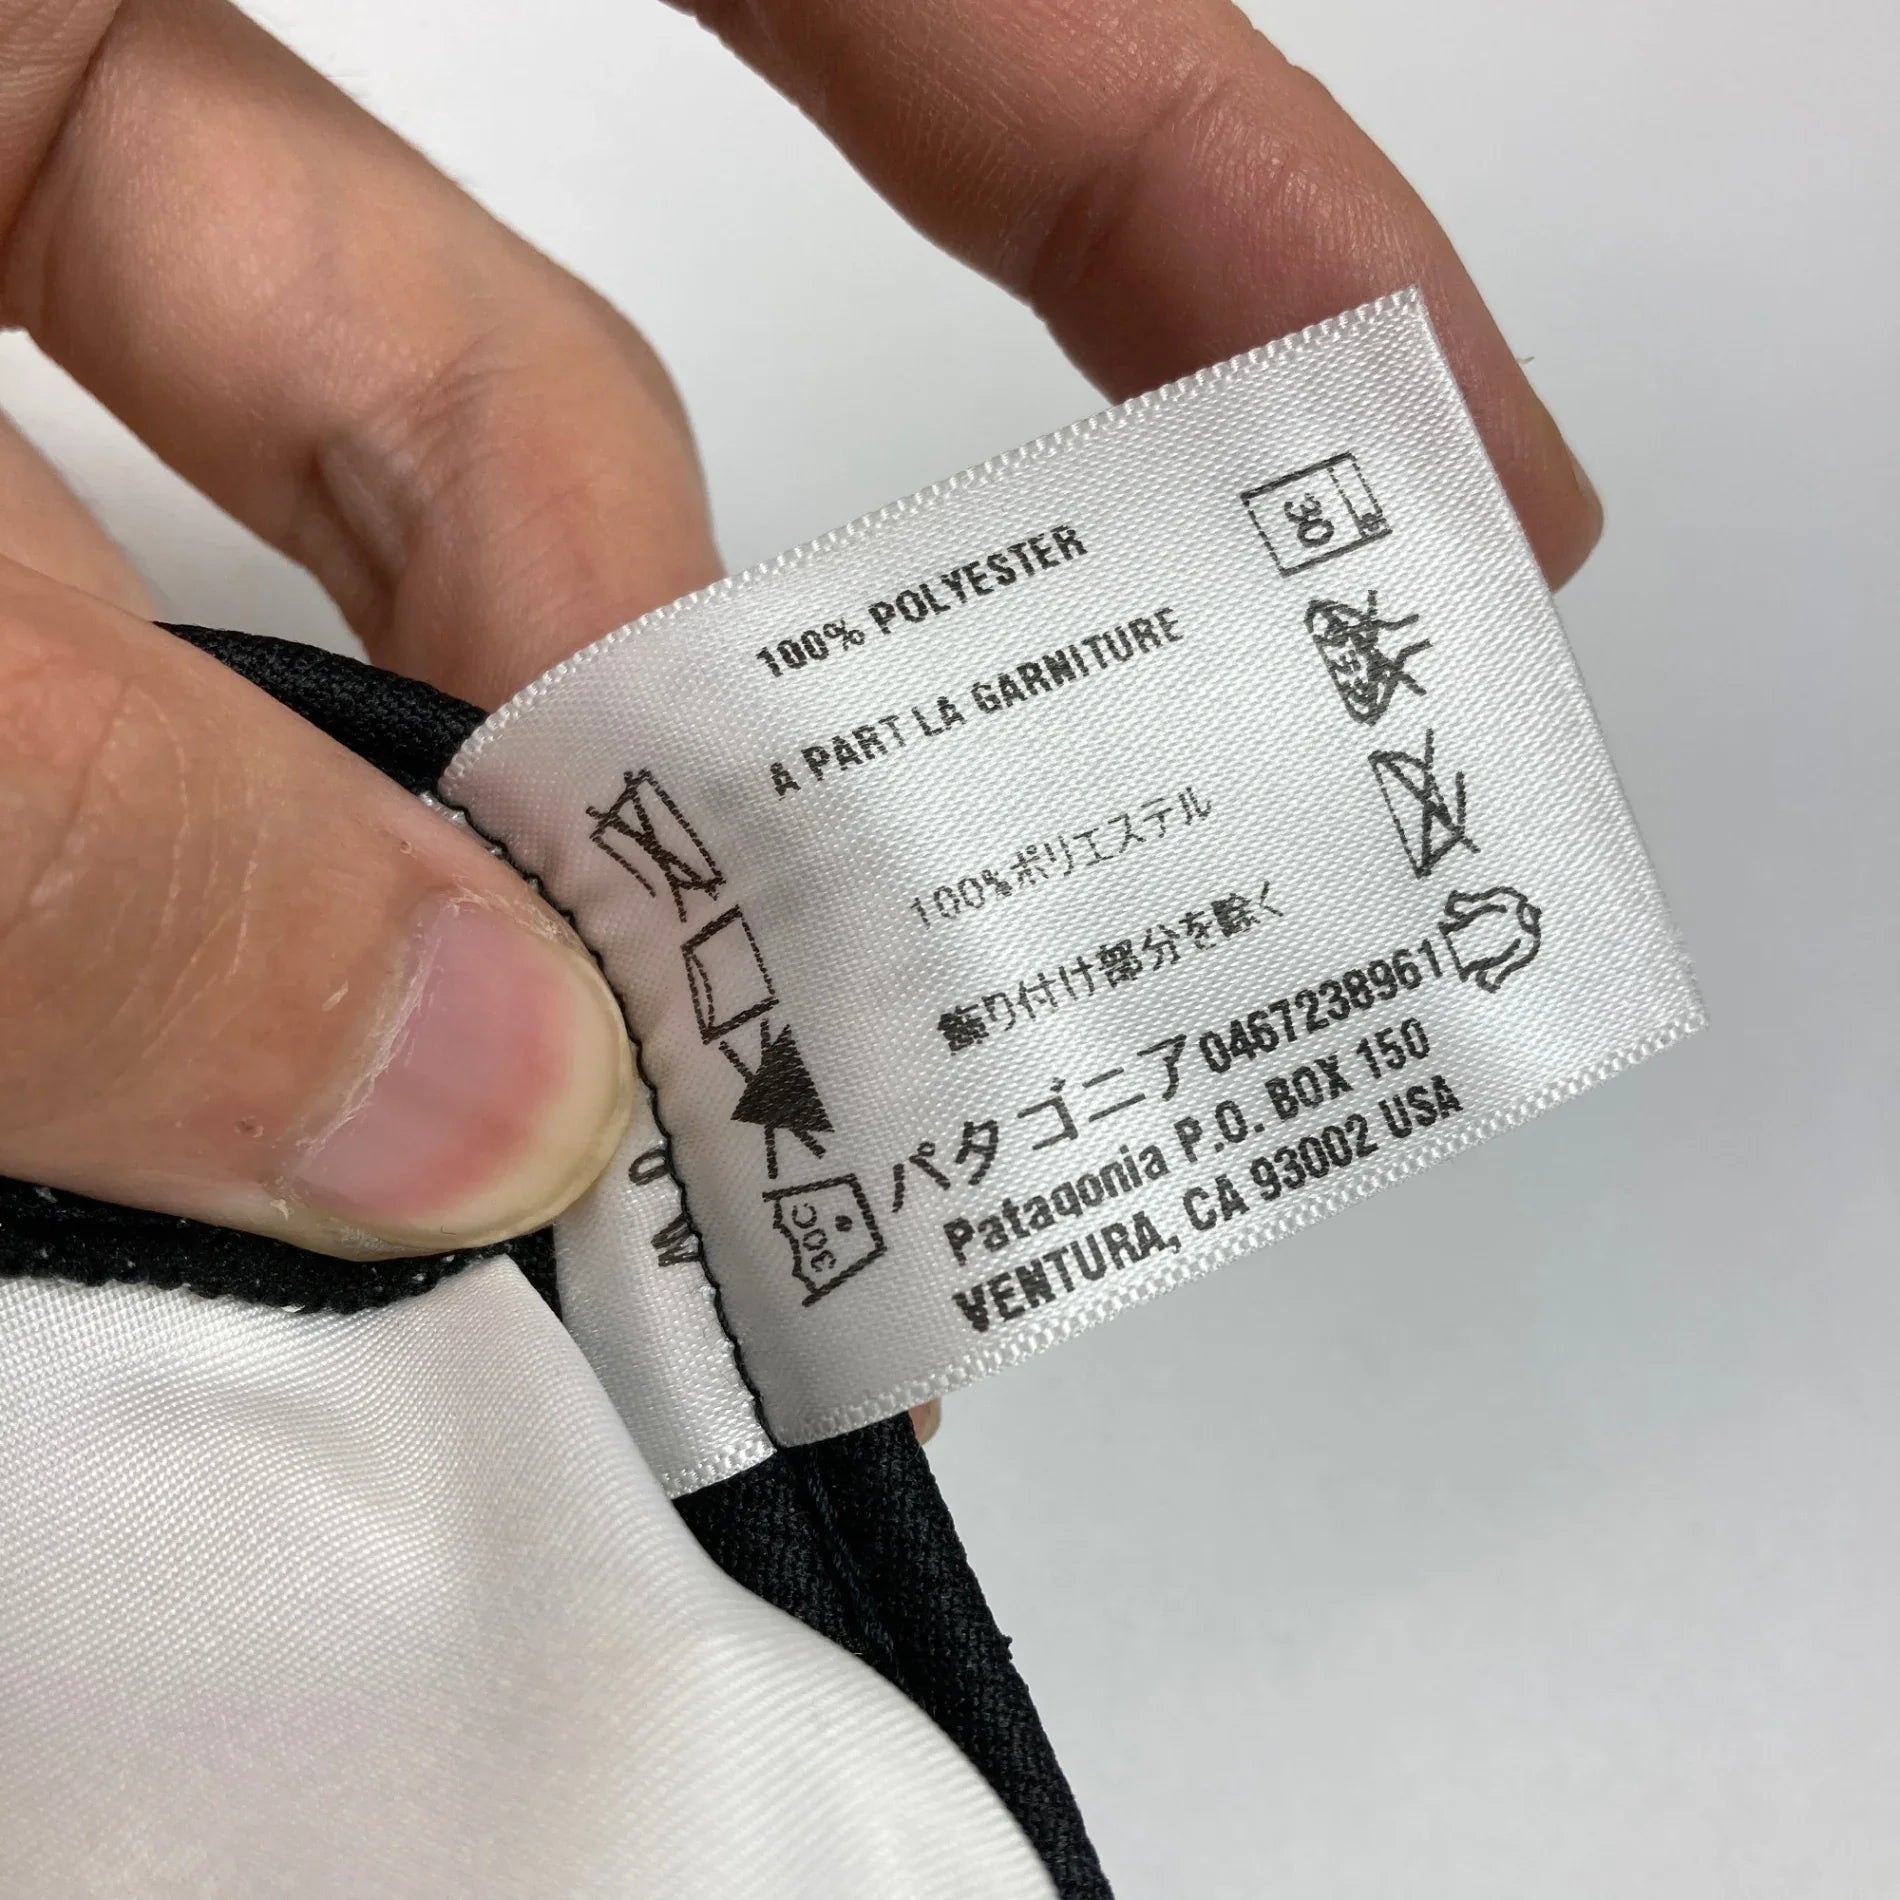 100% POLYESTER
A PART LA GARNITURE
100%ポリエステル
飾り付け部分を除く
パタゴニア0467238961
Patagonia P.O. BOX 150
VENTURA, CA 93002 USA
30
30C